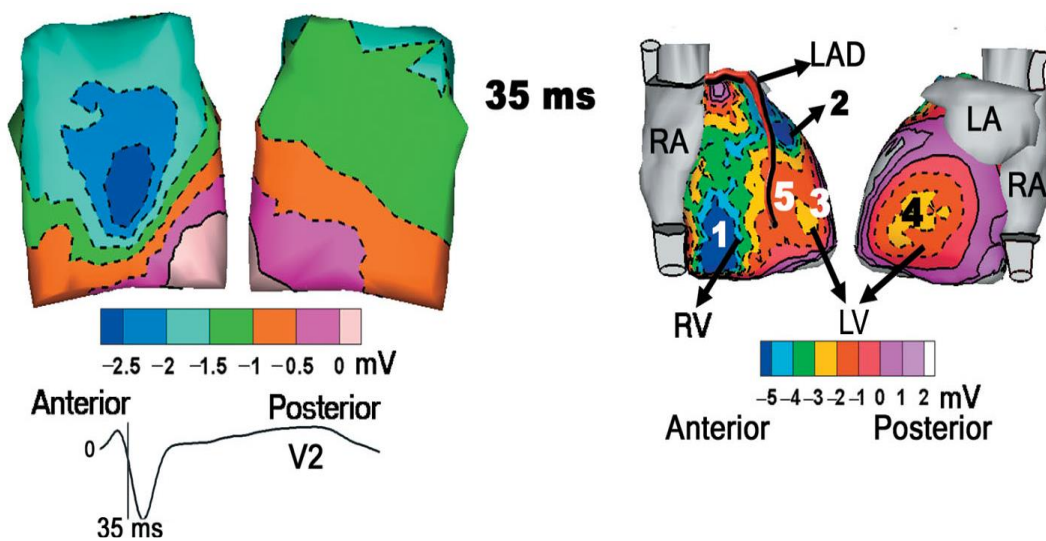 35 ms
LAD
2
RA
LA
RA
5
3
4
1
RV
LV
−2.5 −2 −1.5 −1 −0.5 0 mV
−5 −4 −3 −2 −1 0 1 2 mV
Anterior Posterior
Anterior Posterior
0
V2
35 ms